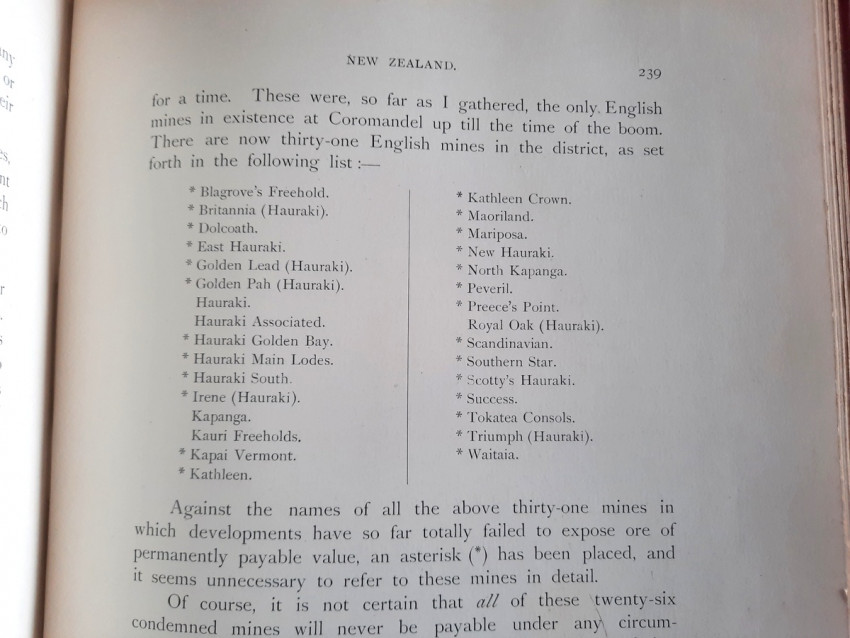 ny
or
eir
es,
nt
ch
to
r
.
s
o
s
NEW ZEALAND.
239
for a time. These were, so far as I gathered, the only English
mines in existence at Coromandel up till the time of the boom.
There are now thirty-one English mines in the district, as set
forth in the following list :—
* Blagrove's Freehold.
* Britannia (Hauraki).
* Dolcoath.
* East Hauraki.
* Golden Lead (Hauraki).
* Golden Pah (Hauraki).
Hauraki.
Hauraki Associated.
* Hauraki Golden Bay.
* Hauraki Main Lodes.
* Hauraki South.
* Irene (Hauraki).
Kapanga.
Kauri Freeholds.
* Kapai Vermont.
* Kathleen.
* Kathleen Crown.
* Maoriland.
* Mariposa.
* New Hauraki.
* North Kapanga.
* Peveril.
* Preece's Point.
Royal Oak (Hauraki).
* Scandinavian.
* Southern Star.
* Scotty's Hauraki.
* Success.
* Tokatea Consols.
* Triumph (Hauraki).
* Waitaia.
Against the names of all the above thirty-one mines in
which developments have so far totally failed to expose ore of
permanently payable value, an asterisk (*) has been placed, and
it seems unnecessary to refer to these mines in detail.
Of course, it is not certain that all of these twenty-six
condemned mines will never be payable under any circum-